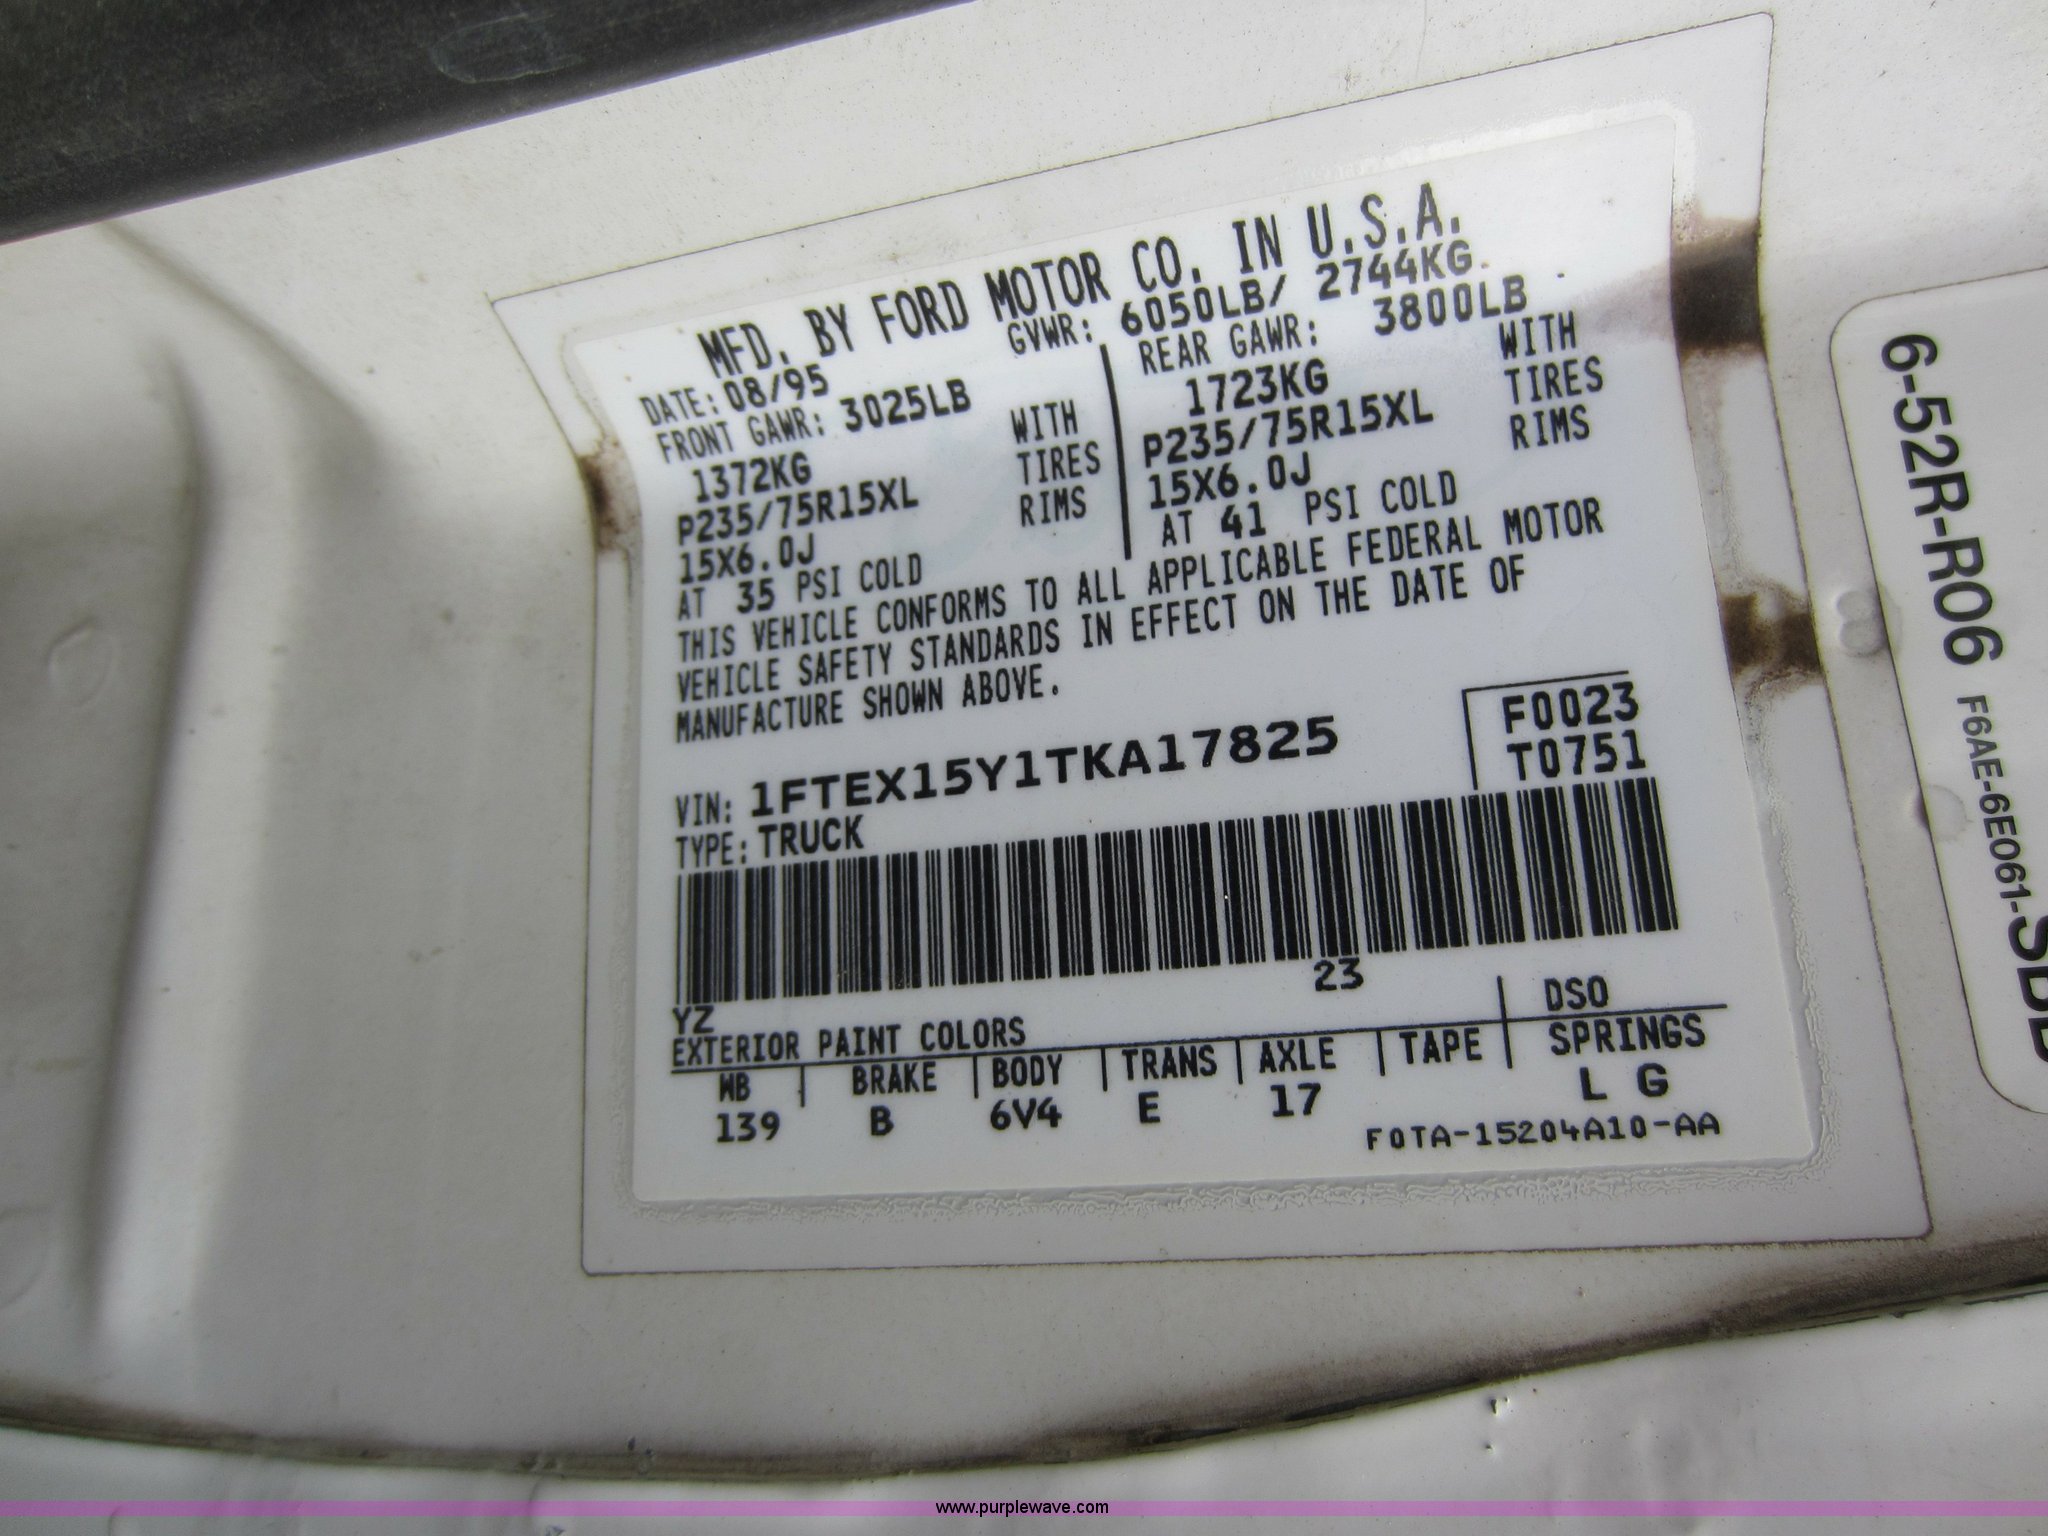 MFD. BY FORD MOTOR CO. IN U.S.A.
DATE: 08/95 GVWR: 6050LB/ 2744KG
FRONT GAWR: 3025LB REAR GAWR: 3800LB
1372KG WITH 1723KG WITH
P235/75R15XL TIRES P235/75R15XL TIRES
15X6.0J RIMS 15X6.0J RIMS
AT 35 PSI COLD AT 41 PSI COLD
THIS VEHICLE CONFORMS TO ALL APPLICABLE FEDERAL MOTOR
VEHICLE SAFETY STANDARDS IN EFFECT ON THE DATE OF
MANUFACTURE SHOWN ABOVE.
F0023
VIN: 1FTEX15Y1TKA17825 T0751
TYPE: TRUCK
YZ 23
EXTERIOR PAINT COLORS DSO
WB BRAKE BODY TRANS AXLE TAPE SPRINGS
139 B 6V4 E 17 L G
F0TA-15204A10-AA
6-52R-R06
F6AE-6E061-
www.purplewave.com